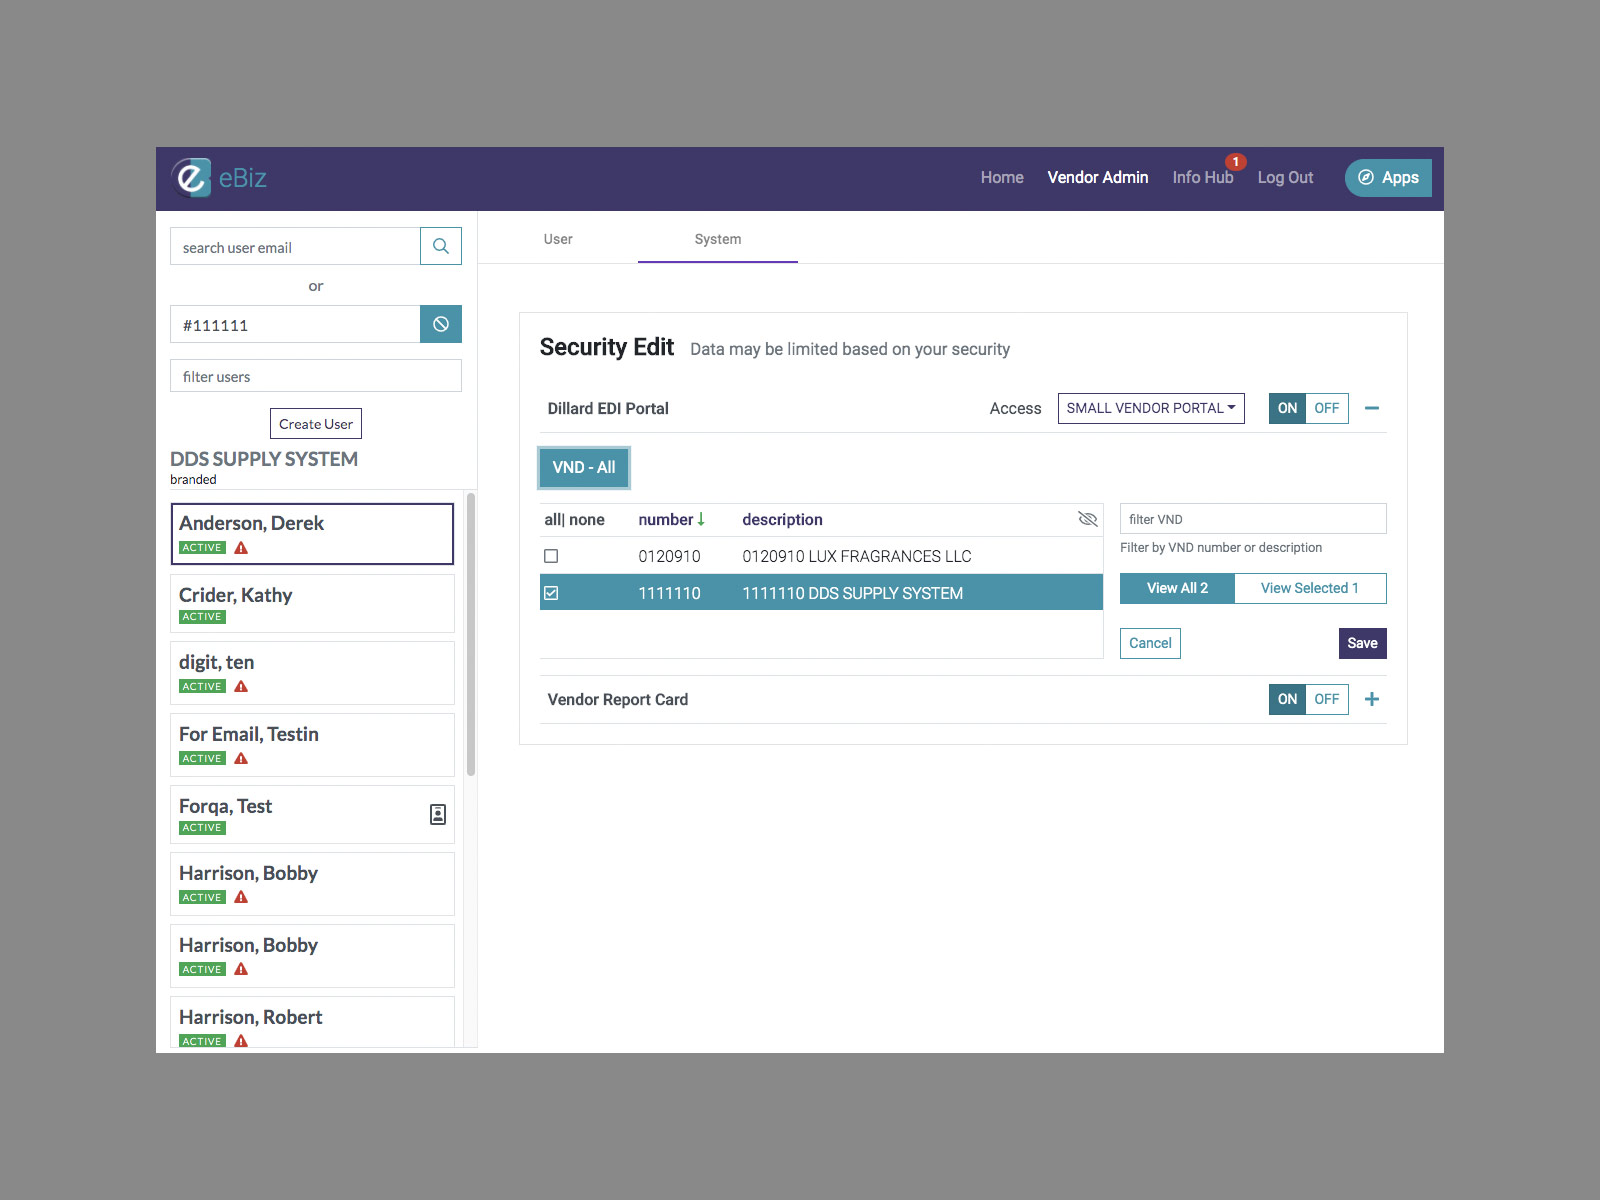 eBiz
Home Vendor Admin Info Hub 1 Log Out Apps
search user email
or
#111111
filter users
Create User
DDS SUPPLY SYSTEM
branded
Anderson, Derek
ACTIVE
Crider, Kathy
ACTIVE
digit, ten
ACTIVE
For Email, Testin
ACTIVE
Forqa, Test
ACTIVE
Harrison, Bobby
ACTIVE
Harrison, Bobby
ACTIVE
Harrison, Robert
ACTIVE
User System
Security Edit Data may be limited based on your security
Dillard EDI Portal Access SMALL VENDOR PORTAL ON OFF
VND - All
all| none number description
0120910 0120910 LUX FRAGRANCES LLC
1111110 1111110 DDS SUPPLY SYSTEM
filter VND
Filter by VND number or description
View All 2 View Selected 1
Cancel Save
Vendor Report Card ON OFF